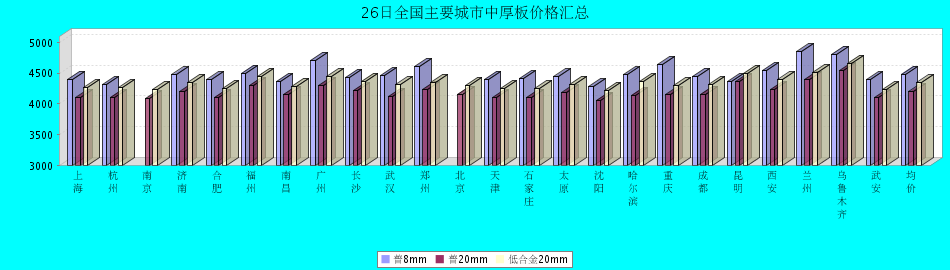 26日全国主要城市中厚板价格汇总
5000
4500
4000
3500
3000
上海
杭州
南京
济南
合肥
福州
南昌
广州
长沙
武汉
郑州
北京
天津
石家庄
太原
沈阳
哈尔滨
重庆
成都
昆明
西安
兰州
乌鲁木齐
武安
均价
普8mm
普20mm
低合金20mm